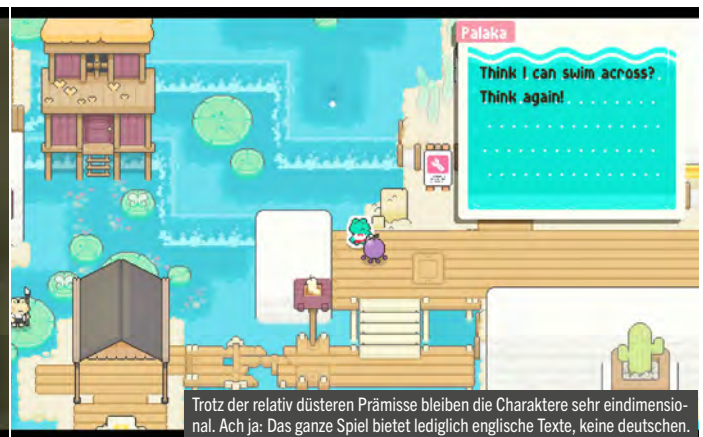 Palaka
Think I can swim across?
Think again!
Trotz der relativ düsteren Prämisse bleiben die Charaktere sehr eindimensio-
nal. Ach ja: Das ganze Spiel bietet lediglich englische Texte, keine deutschen.